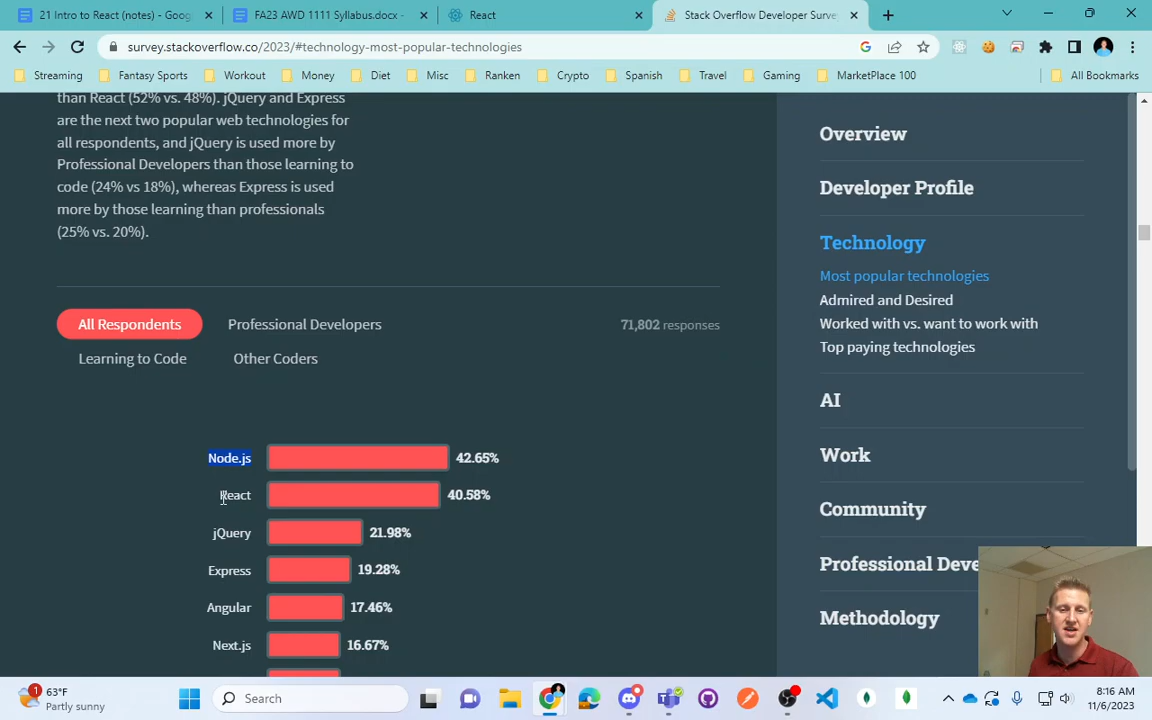 21 Intro to React (notes) - Goog
FA23 AWD 1111 Syllabus.docx -
React
Stack Overflow Developer Surve
survey.stackoverflow.co/2023/#technology-most-popular-technologies
Streaming
Fantasy Sports
Workout
Money
Diet
Misc
Ranken
Crypto
Spanish
Travel
Gaming
MarketPlace 100
All Bookmarks
than React (52% vs. 48%). jQuery and Express
are the next two popular web technologies for
all respondents, and jQuery is used more by
Professional Developers than those learning to
code (24% vs 18%), whereas Express is used
more by those learning than professionals
(25% vs. 20%).
All Respondents
Professional Developers
71,802 responses
Learning to Code
Other Coders
Node.js 42.65%
React 40.58%
jQuery 21.98%
Express 19.28%
Angular 17.46%
Next.js 16.67%
Overview
Developer Profile
Technology
Most popular technologies
Admired and Desired
Worked with vs. want to work with
Top paying technologies
AI
Work
Community
Professional Deve
Methodology
1
63°F
Partly sunny
Search
8:16 AM
11/6/2023